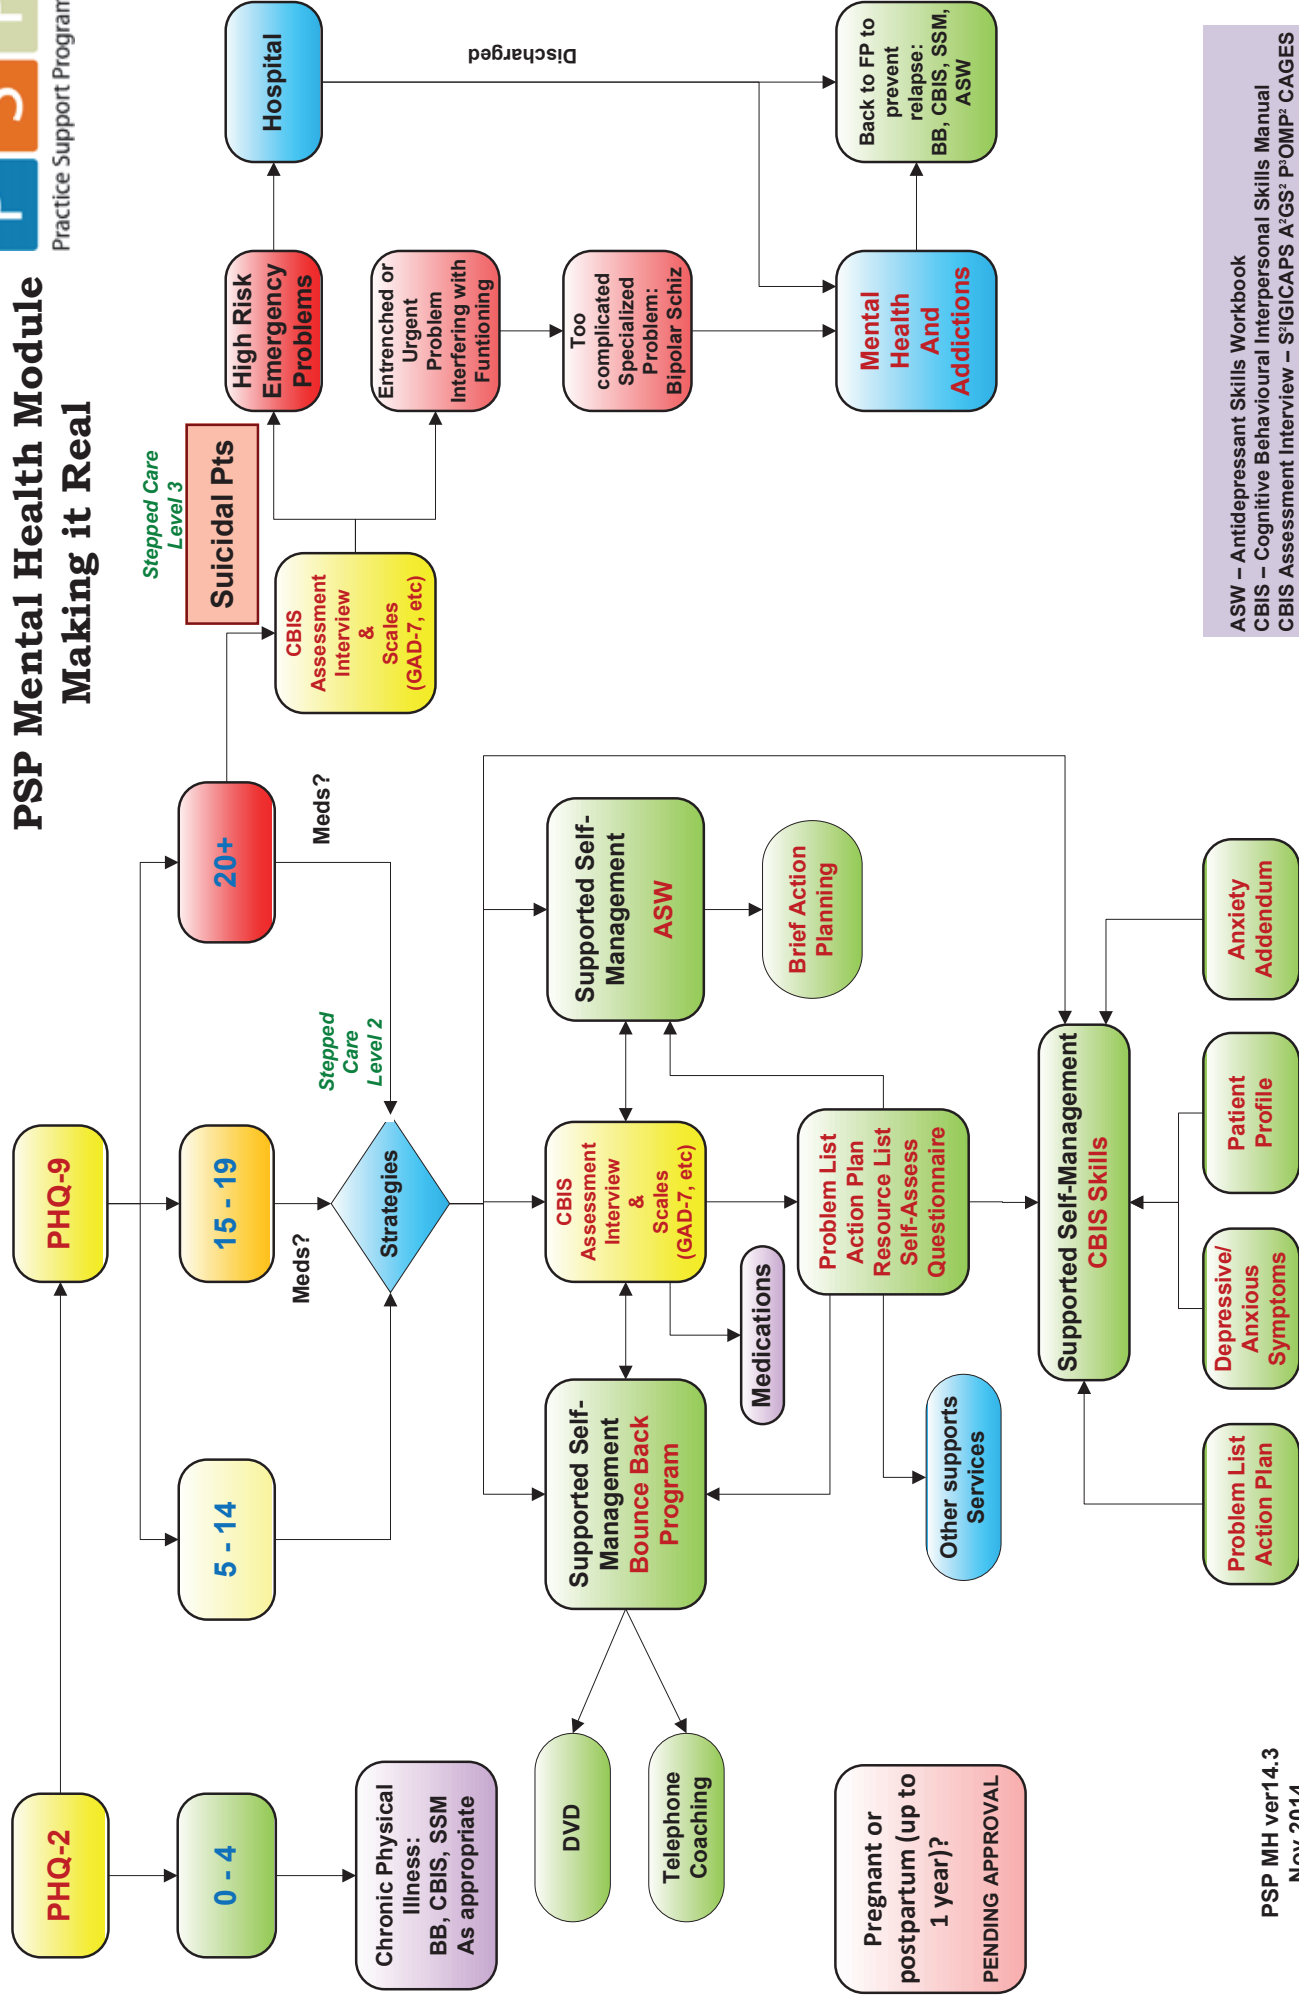 PSP Mental Health Module
Making it Real
P S P
Practice Support Program
PHQ-2
PHQ-9
0 - 4
5 - 14
15 - 19
20+
Meds?
Meds?
Chronic Physical
Illness:
BB, CBIS, SSM
As appropriate
Strategies
Stepped
Care
Level 2
Stepped Care
Level 3
Suicidal Pts
CBIS
Assessment
Interview
&
Scales
(GAD-7, etc)
High Risk
Emergency
Problems
Hospital
Entrenched or
Urgent
Problem
Interfering with
Funtioning
Too
complicated
Specialized
Problem:
Bipolar Schiz
Discharged
Mental
Health
And
Addictions
Back to FP to
prevent
relapse:
BB, CBIS, SSM,
ASW
DVD
Telephone
Coaching
Supported Self-
Management
Bounce Back
Program
CBIS
Assessment
Interview
&
Scales
(GAD-7, etc)
Supported Self-
Management
ASW
Medications
Brief Action
Planning
Problem List
Action Plan
Resource List
Self-Assess
Questionnaire
Other supports
Services
Pregnant or
postpartum (up to
1 year)?
PENDING APPROVAL
Supported Self-Management
CBIS Skills
Problem List
Action Plan
Depressive/
Anxious
Symptoms
Patient
Profile
Anxiety
Addendum
ASW – Antidepressant Skills Workbook
CBIS – Cognitive Behavioural Interpersonal Skills Manual
CBIS Assessment Interview – S²IGICAPS A²GS² P³OMP² CAGES
PSP MH ver14.3
Nov 2014